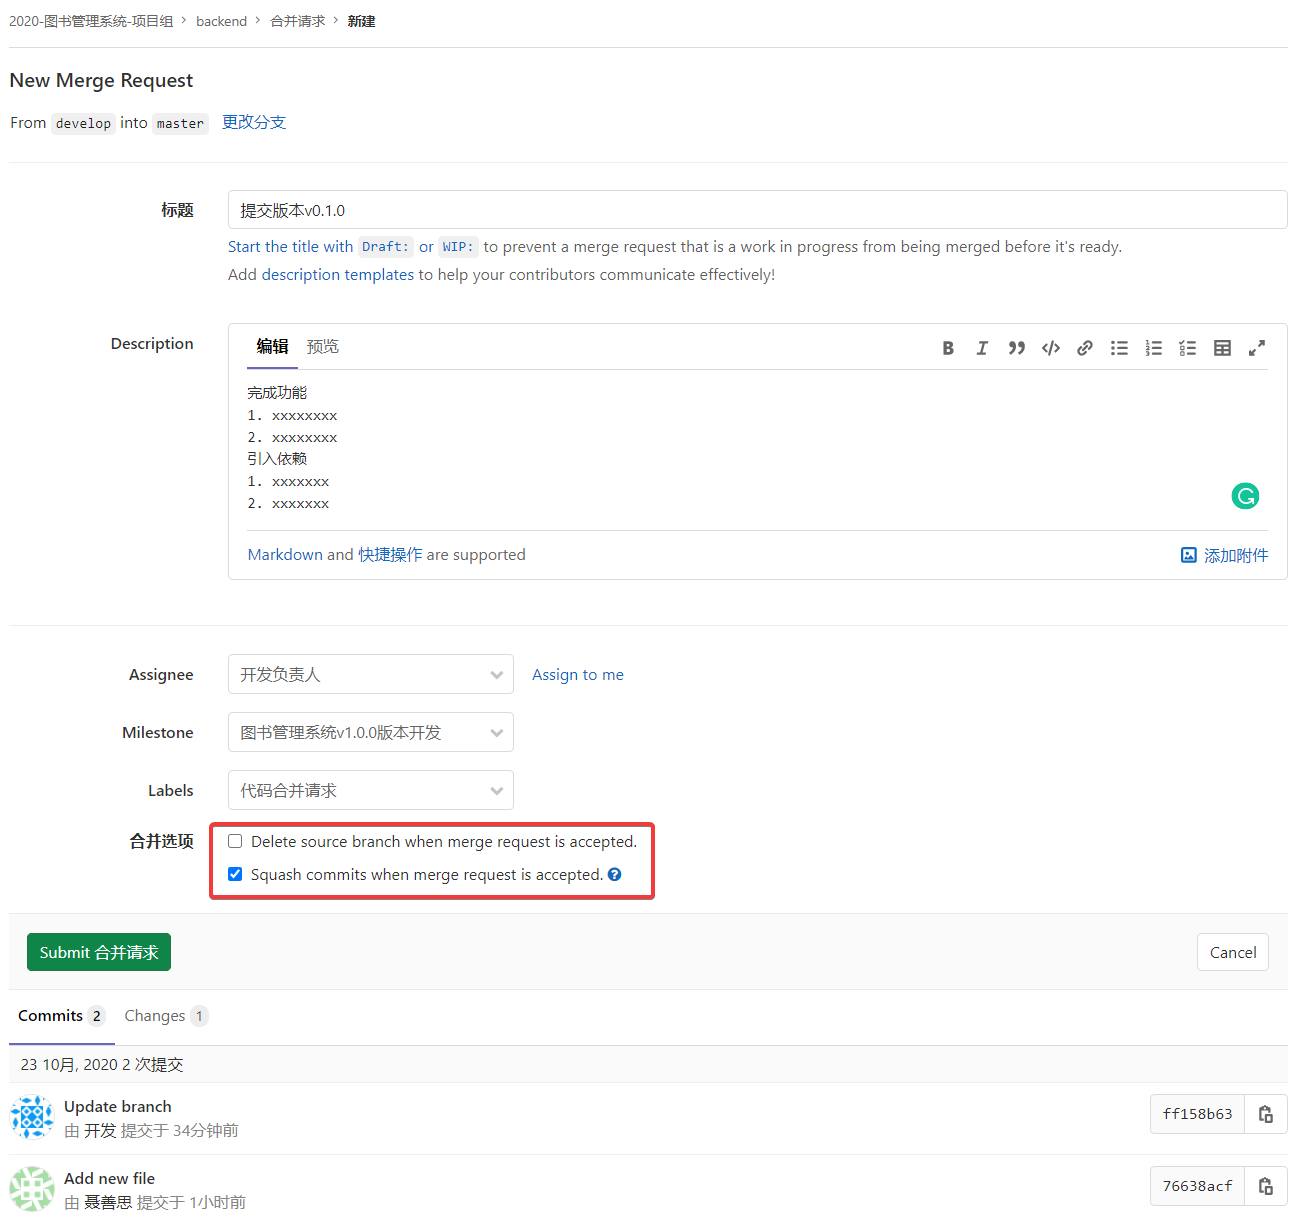 2020-图书管理系统-项目组 > backend > 合并请求 > 新建
New Merge Request
From develop into master 更改分支
标题
提交版本v0.1.0
Start the title with Draft: or WIP: to prevent a merge request that is a work in progress from being merged before it's ready.
Add description templates to help your contributors communicate effectively!
Description
编辑 预览
完成功能
1. xxxxxxxx
2. xxxxxxxx
引入依赖
1. xxxxxxx
2. xxxxxxx
Markdown and 快捷操作 are supported 添加附件
Assignee 开发负责人 Assign to me
Milestone 图书管理系统v1.0.0版本开发
Labels 代码合并请求
合并选项 Delete source branch when merge request is accepted.
Squash commits when merge request is accepted.
Submit 合并请求 Cancel
Commits 2 Changes 1
23 10月, 2020 2 次提交
Update branch
由 开发 提交于 34分钟前 ff158b63
Add new file
由 聂善思 提交于 1小时前 76638acf